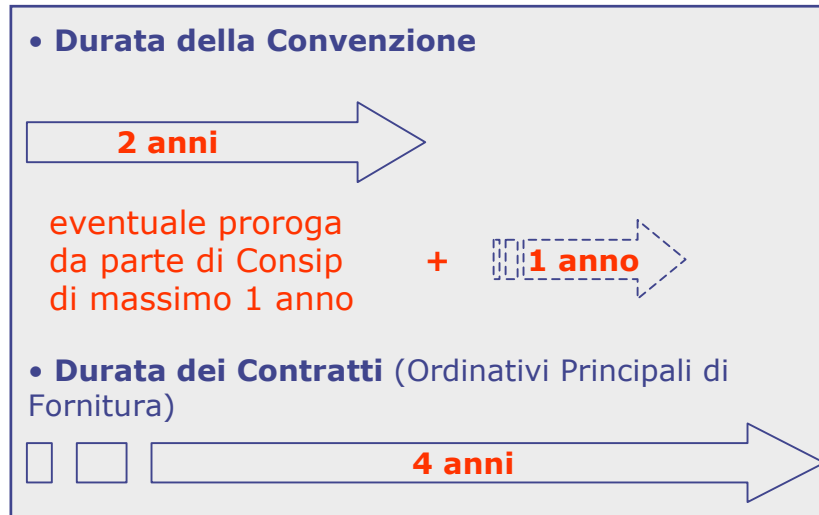 • Durata della Convenzione
2 anni
eventuale proroga
da parte di Consip
di massimo 1 anno
+
1 anno
• Durata dei Contratti (Ordinativi Principali di
Fornitura)
4 anni